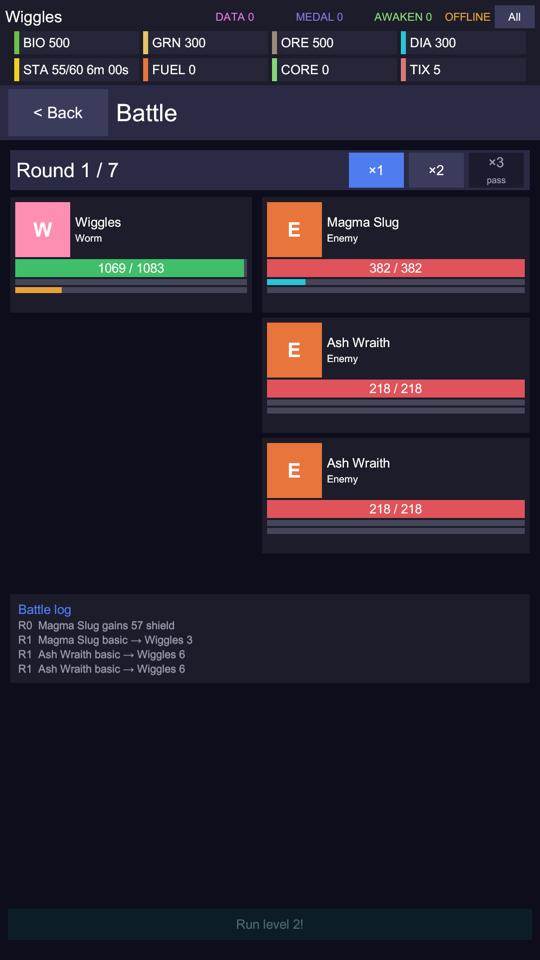 Wiggles DATA 0 MEDAL 0 AWAKEN 0 OFFLINE All
BIO 500 GRN 300 ORE 500 DIA 300
STA 55/60 6m 00s FUEL 0 CORE 0 TIX 5
< Back Battle
Round 1 / 7 ×1 ×2 ×3
pass
W Wiggles
Worm
1069 / 1083
E Magma Slug
Enemy
382 / 382
E Ash Wraith
Enemy
218 / 218
E Ash Wraith
Enemy
218 / 218
Battle log
R0 Magma Slug gains 57 shield
R1 Magma Slug basic → Wiggles 3
R1 Ash Wraith basic → Wiggles 6
R1 Ash Wraith basic → Wiggles 6
Run level 2!